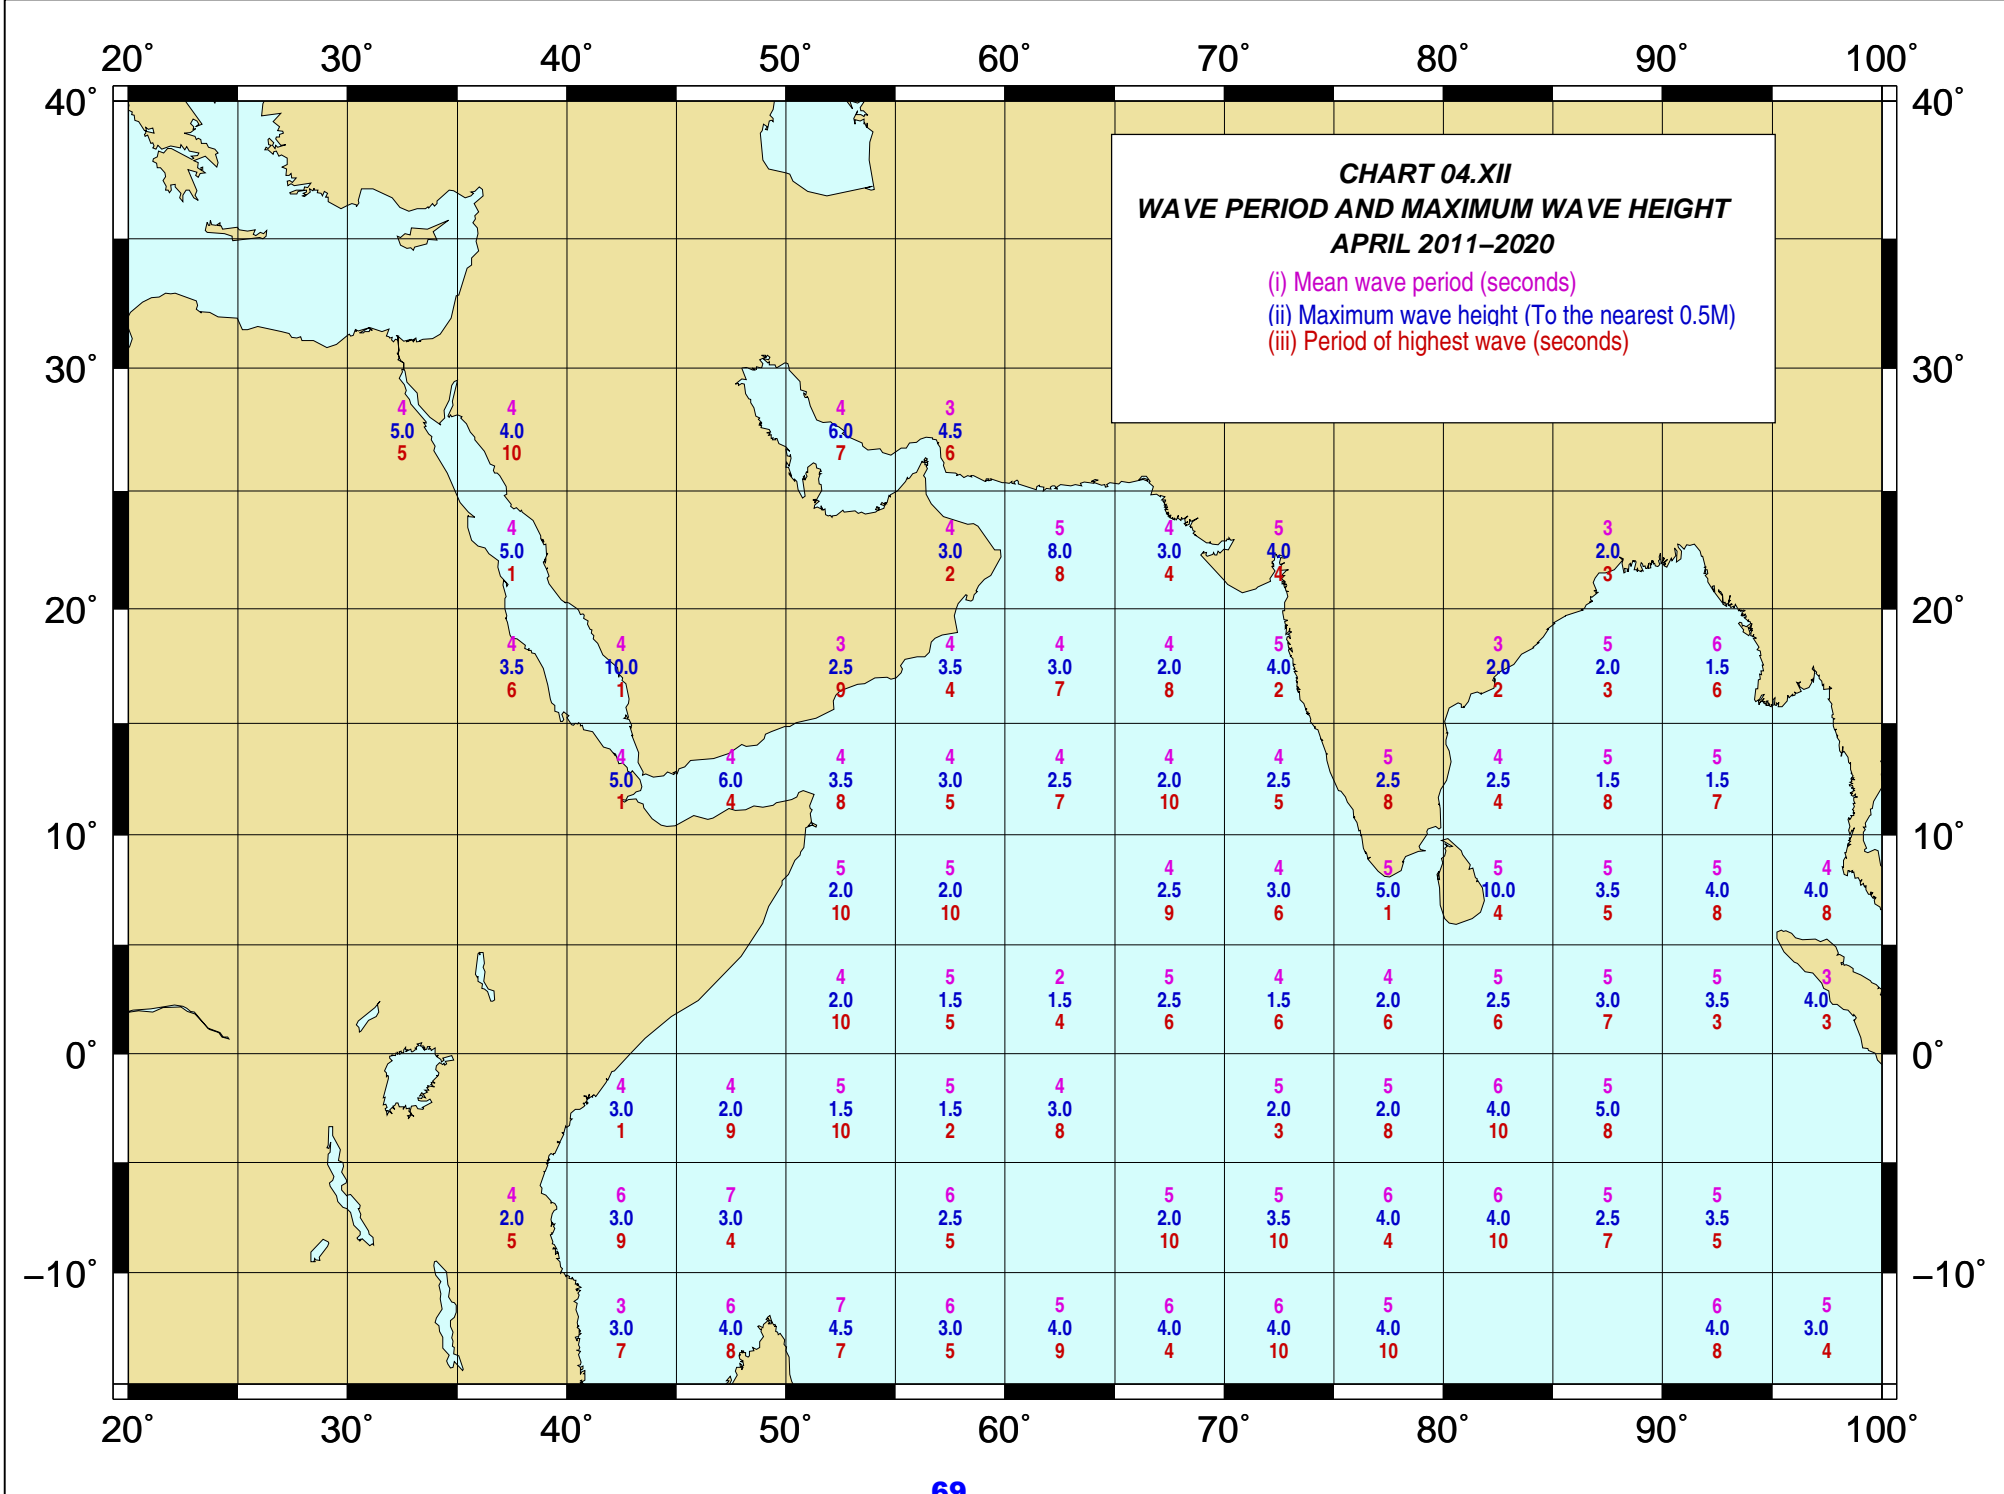 20° 30° 40° 50° 60° 70° 80° 90° 100°
40° 40°
CHART 04.XII
WAVE PERIOD AND MAXIMUM WAVE HEIGHT
APRIL 2011–2020
(i) Mean wave period (seconds)
(ii) Maximum wave height (To the nearest 0.5M)
(iii) Period of highest wave (seconds)
30° 30°
4 4 4 3
5.0 4.0 6.0 4.5
5 10 7 6
4 4 5 4 5 3
5.0 3.0 8.0 3.0 4.0 2.0
1 2 8 4 4 3
20° 20°
4 4 3 4 4 4 5 3 5 6
3.5 10.0 2.5 3.5 3.0 2.0 4.0 2.0 2.0 1.5
6 1 9 4 7 8 2 2 3 6
4 4 4 4 4 4 4 5 4 5 5
5.0 6.0 3.5 3.0 2.5 2.0 2.5 2.5 2.5 1.5 1.5
1 4 8 5 7 10 5 8 4 8 7
10° 10°
5 5 4 4 5 5 5 5 4
2.0 2.0 2.5 3.0 5.0 10.0 3.5 4.0 4.0
10 10 9 6 1 4 5 8 8
4 5 2 5 4 4 5 5 5 3
2.0 1.5 1.5 2.5 1.5 2.0 2.5 3.0 3.5 4.0
10 5 4 6 6 6 6 7 3 3
0° 0°
4 4 5 5 4 5 5 6 5
3.0 2.0 1.5 1.5 3.0 2.0 2.0 4.0 5.0
1 9 10 2 8 3 8 10 8
4 6 7 6 5 5 6 6 5 5
2.0 3.0 3.0 2.5 2.0 3.5 4.0 4.0 2.5 3.5
5 9 4 5 10 10 4 10 7 5
–10° –10°
3 6 7 6 5 6 6 5 6 5
3.0 4.0 4.5 3.0 4.0 4.0 4.0 4.0 4.0 3.0
7 8 7 5 9 4 10 10 8 4
20° 30° 40° 50° 60° 70° 80° 90° 100°
69